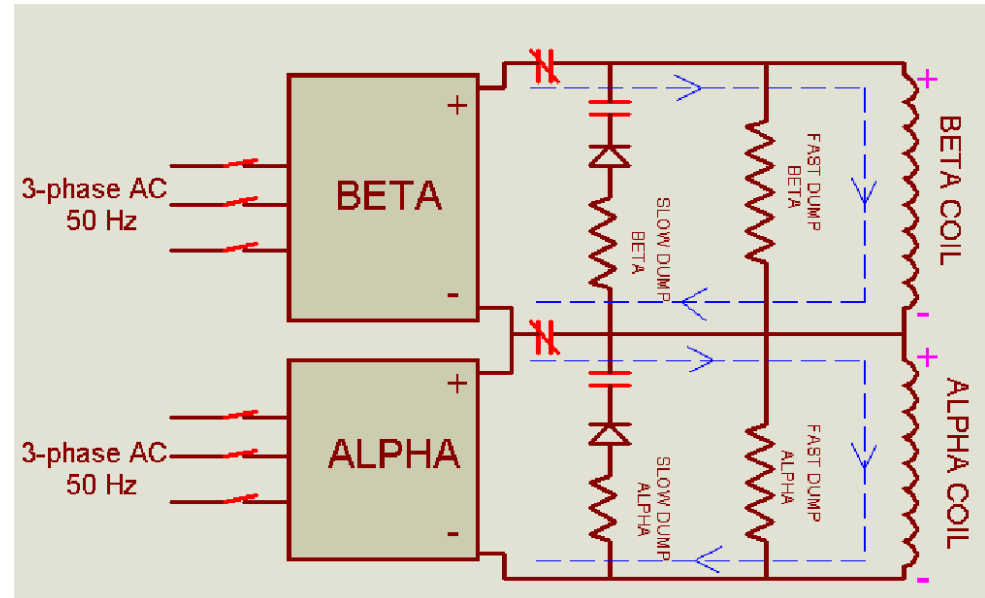 3-phase AC
50 Hz
BETA
+
-
SLOW DUMP
BETA
FAST DUMP
BETA
+
BETA COIL
-
3-phase AC
50 Hz
ALPHA
+
-
SLOW DUMP
ALPHA
FAST DUMP
ALPHA
+
ALPHA COIL
-